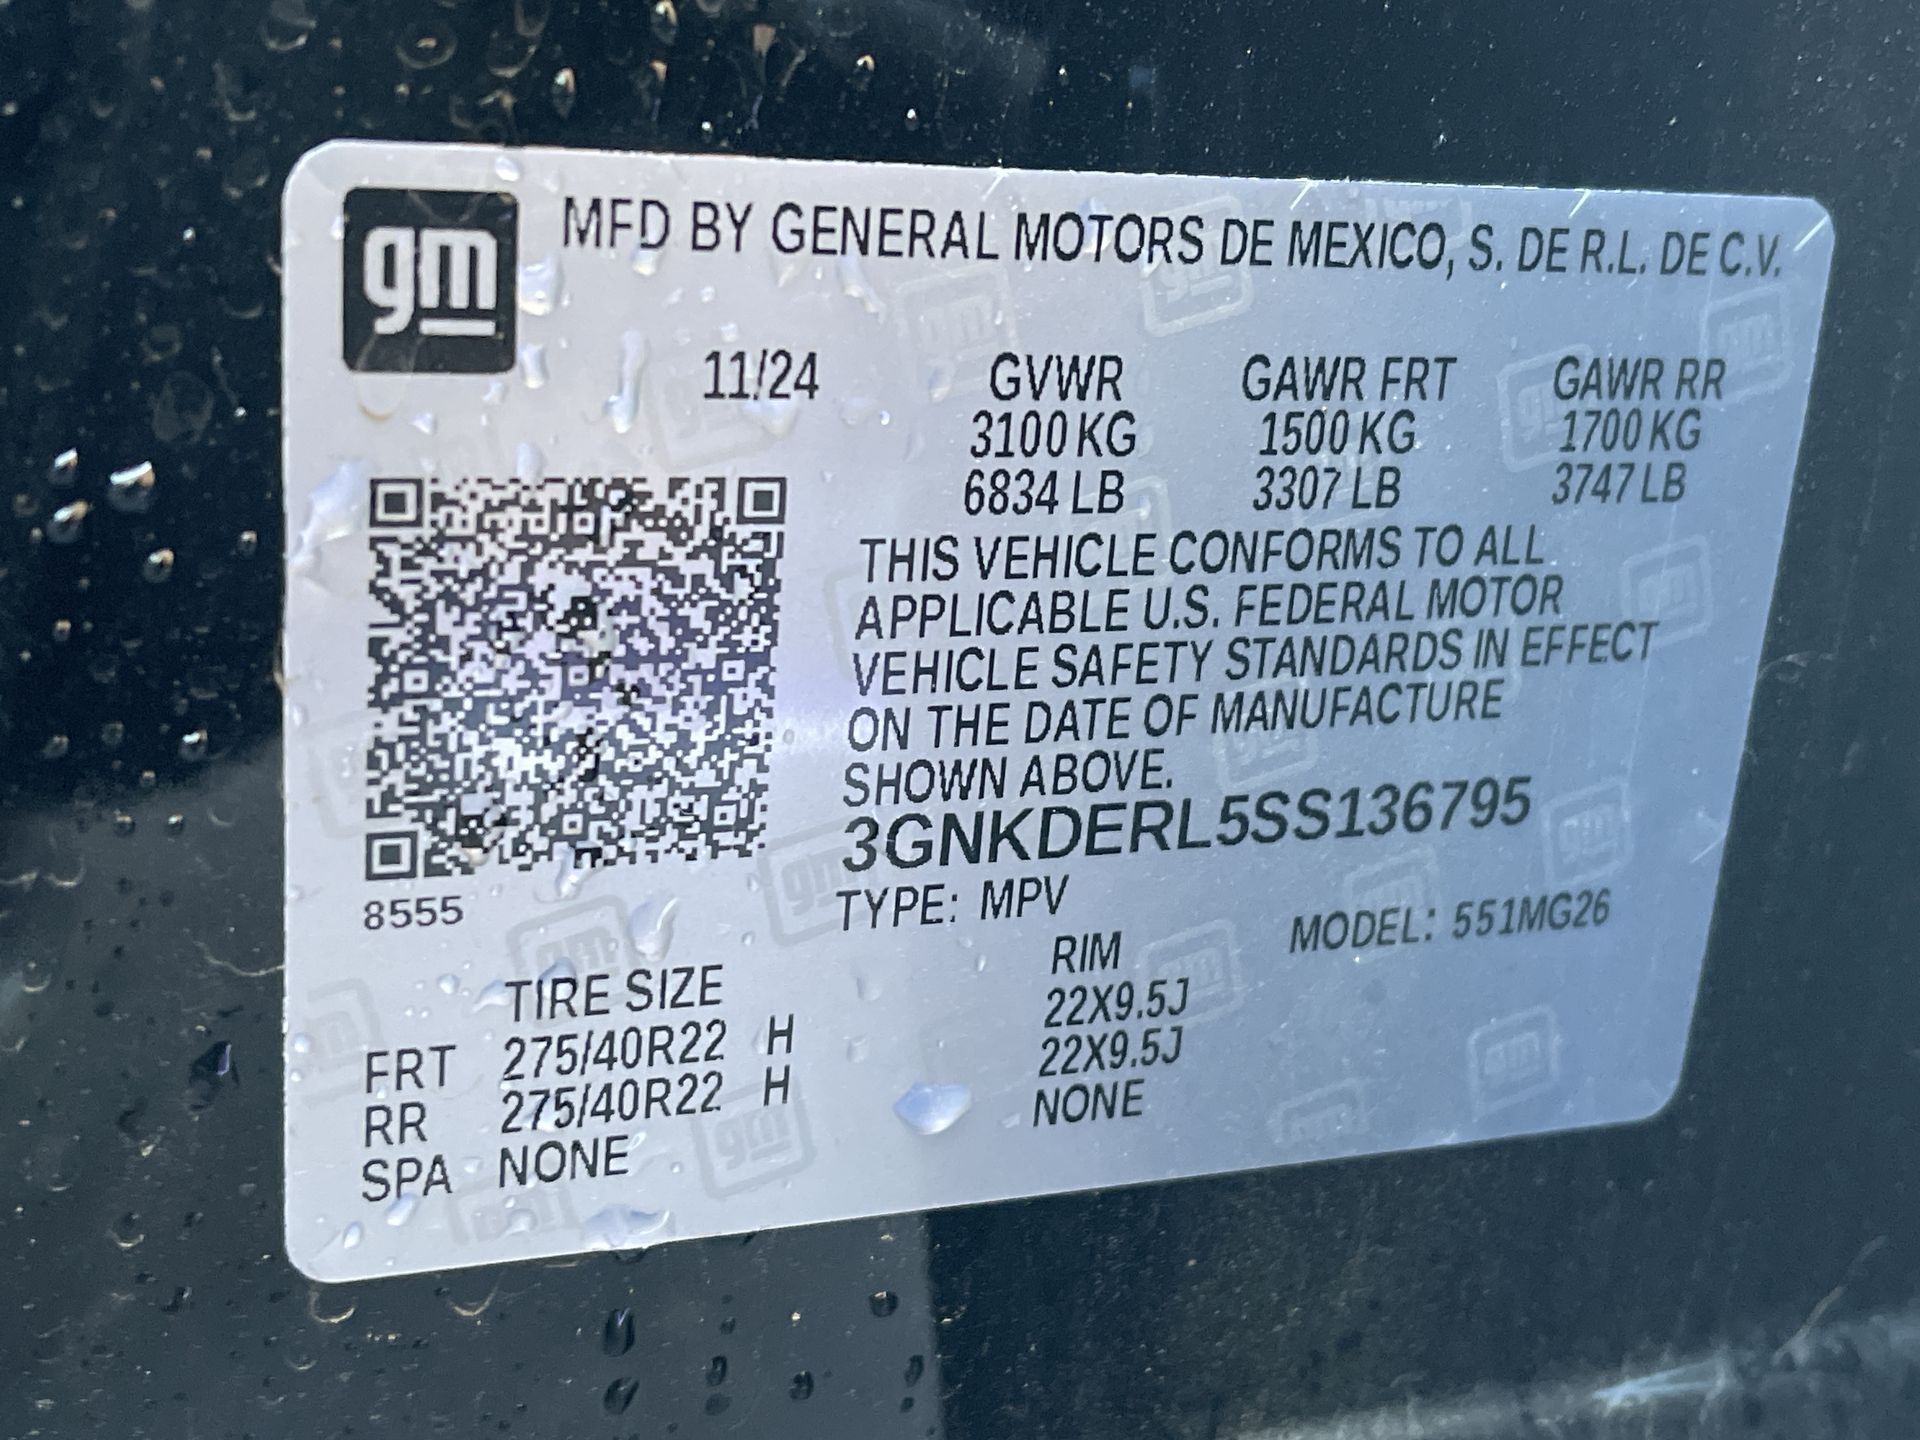 gm
MFD BY GENERAL MOTORS DE MEXICO, S. DE R.L. DE C.V.
11/24 GVWR GAWR FRT GAWR RR
3100 KG 1500 KG 1700 KG
6834 LB 3307 LB 3747 LB
THIS VEHICLE CONFORMS TO ALL
APPLICABLE U.S. FEDERAL MOTOR
VEHICLE SAFETY STANDARDS IN EFFECT
ON THE DATE OF MANUFACTURE
SHOWN ABOVE.
3GNKDERL5SS136795
8555
TYPE: MPV MODEL: 551MG26
TIRE SIZE RIM
FRT 275/40R22 H 22X9.5J
RR 275/40R22 H 22X9.5J
SPA NONE NONE